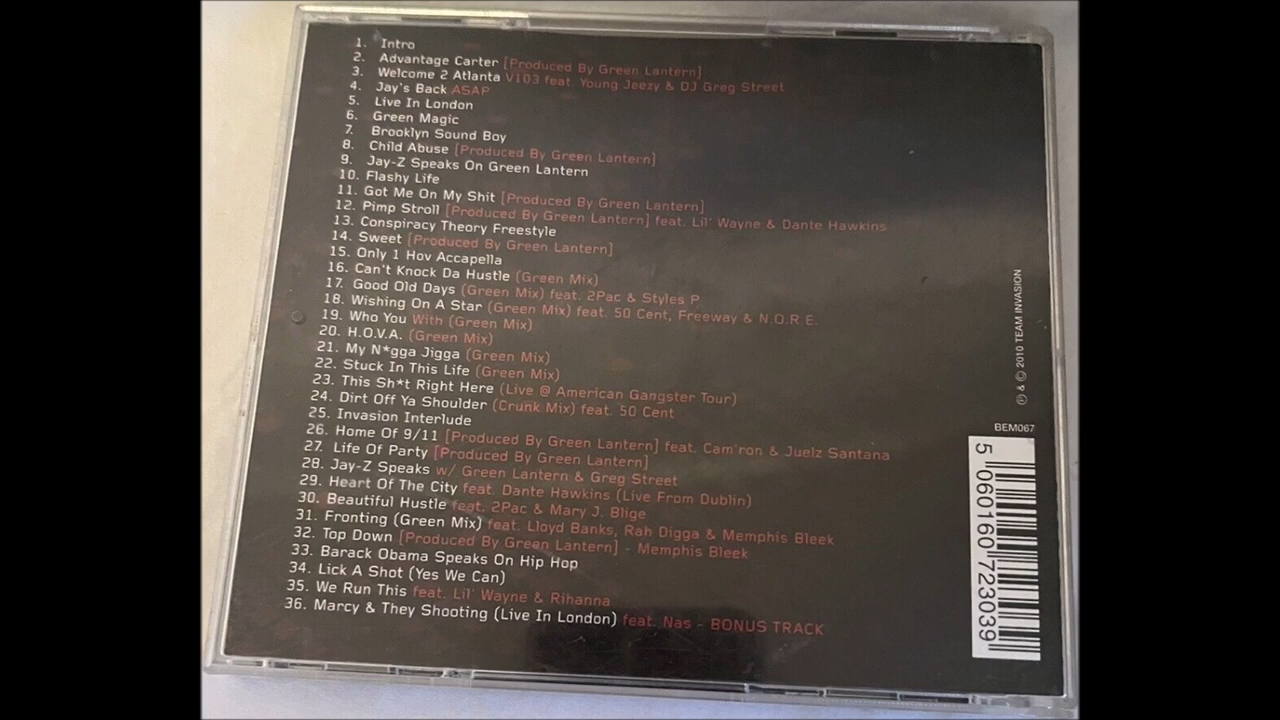 1. Intro
2. Advantage Carter [Produced By Green Lantern]
3. Welcome 2 Atlanta V103 feat. Young Jeezy & DJ Greg Street
4. Jay's Back ASAP
5. Live In London
6. Green Magic
7. Brooklyn Sound Boy
8. Child Abuse [Produced By Green Lantern]
9. Jay-Z Speaks On Green Lantern
10. Flashy Life
11. Got Me On My Shit [Produced By Green Lantern]
12. Pimp Stroll [Produced By Green Lantern] feat. Lil' Wayne & Dante Hawkins
13. Conspiracy Theory Freestyle
14. Sweet [Produced By Green Lantern]
15. Only 1 Hov Accapella
16. Can't Knock Da Hustle (Green Mix)
17. Good Old Days (Green Mix) feat. 2Pac & Styles P
18. Wishing On A Star (Green Mix) feat. 50 Cent, Freeway & N.O.R.E.
19. Who You With (Green Mix)
20. H.O.V.A. (Green Mix)
21. My N*gga Jigga (Green Mix)
22. Stuck In This Life (Green Mix)
23. This Sh*t Right Here (Live @ American Gangster Tour)
24. Dirt Off Ya Shoulder (Crunk Mix) feat. 50 Cent
25. Invasion Interlude
26. Home Of 9/11 [Produced By Green Lantern] feat. Cam'ron & Juelz Santana
27. Life Of Party [Produced By Green Lantern]
28. Jay-Z Speaks w/ Green Lantern & Greg Street
29. Heart Of The City feat. Dante Hawkins (Live From Dublin)
30. Beautiful Hustle feat. 2Pac & Mary J. Blige
31. Fronting (Green Mix) feat. Lloyd Banks, Rah Digga & Memphis Bleek
32. Top Down [Produced By Green Lantern] - Memphis Bleek
33. Barack Obama Speaks On Hip Hop
34. Lick A Shot (Yes We Can)
35. We Run This feat. Lil' Wayne & Rihanna
36. Marcy & They Shooting (Live In London) feat. Nas - BONUS TRACK
℗ & © 2010 TEAM INVASION
BEM067
5 060160 723039